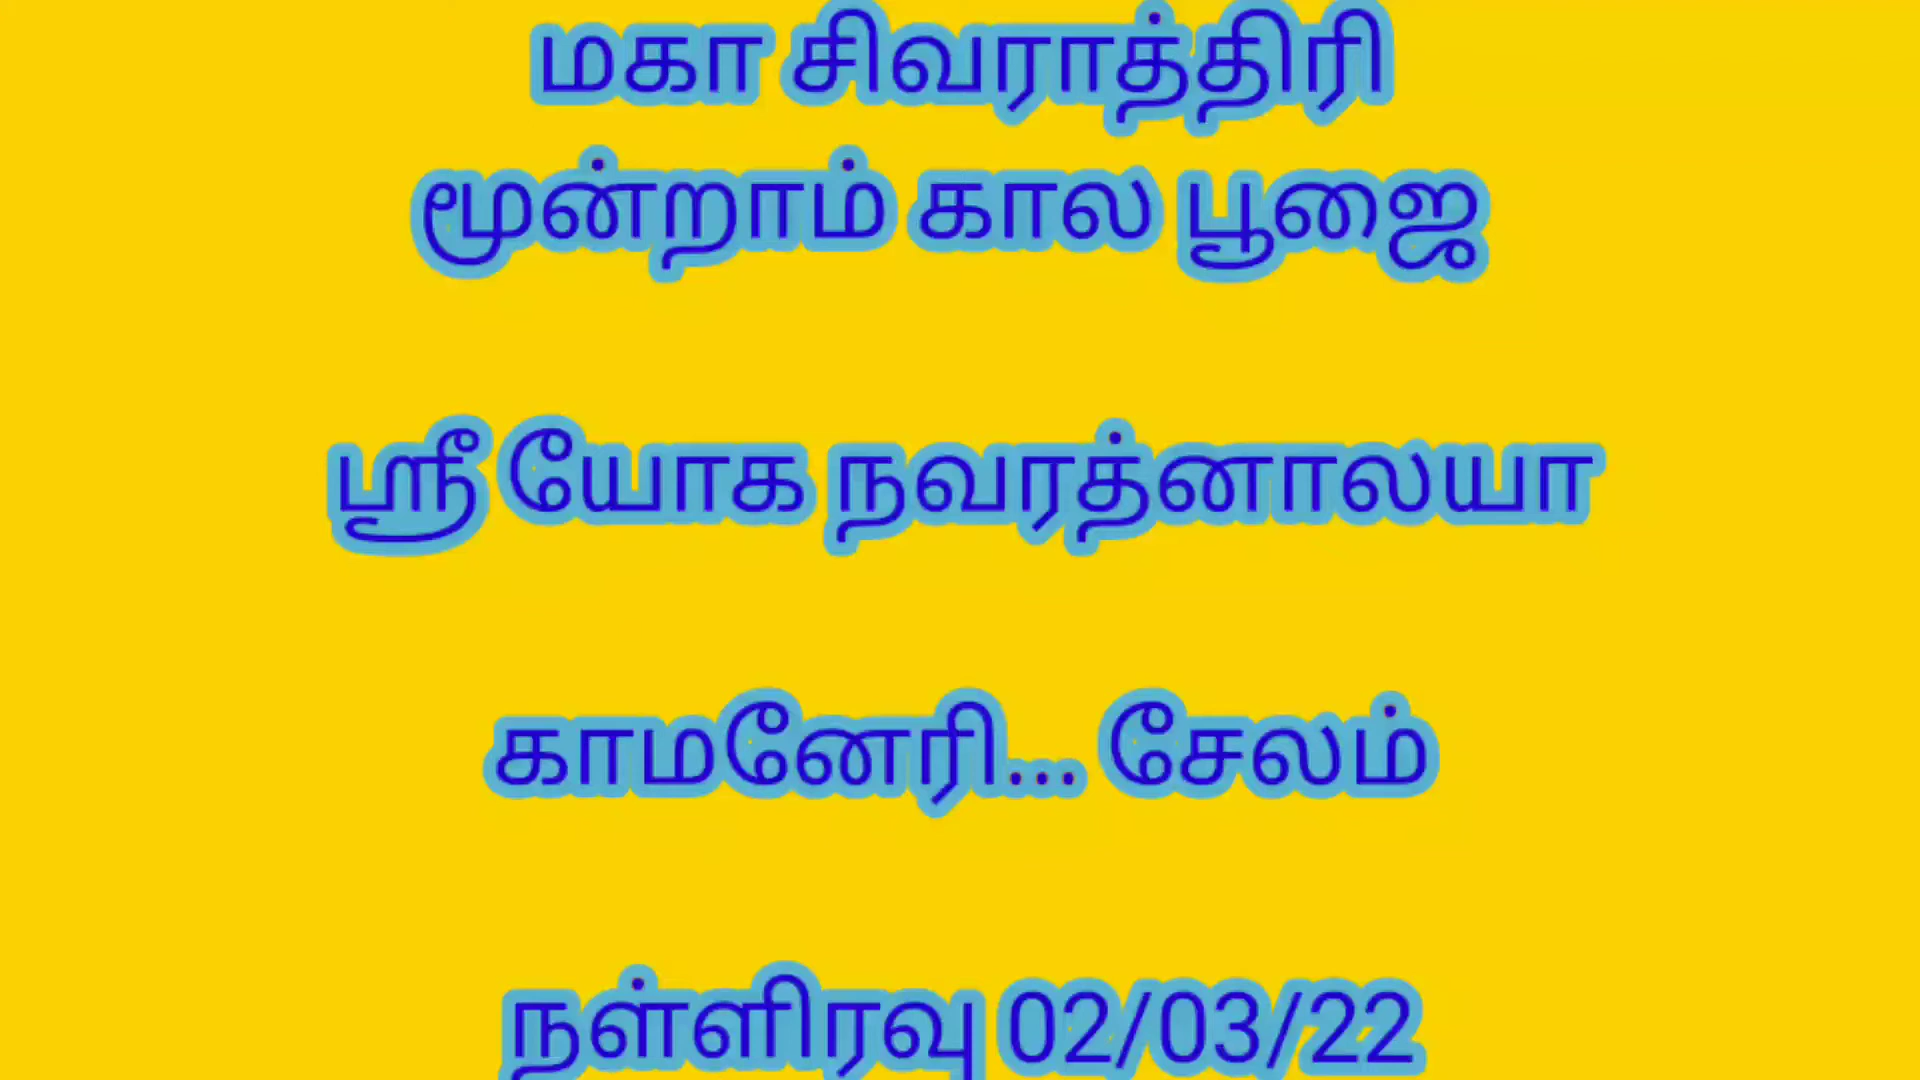 மகா சிவராத்திரி
மூன்றாம் கால பூஜை
ஸ்ரீ யோக நவரத்னாலயா
காமனேரி... சேலம்
நள்ளிரவு 02/03/22